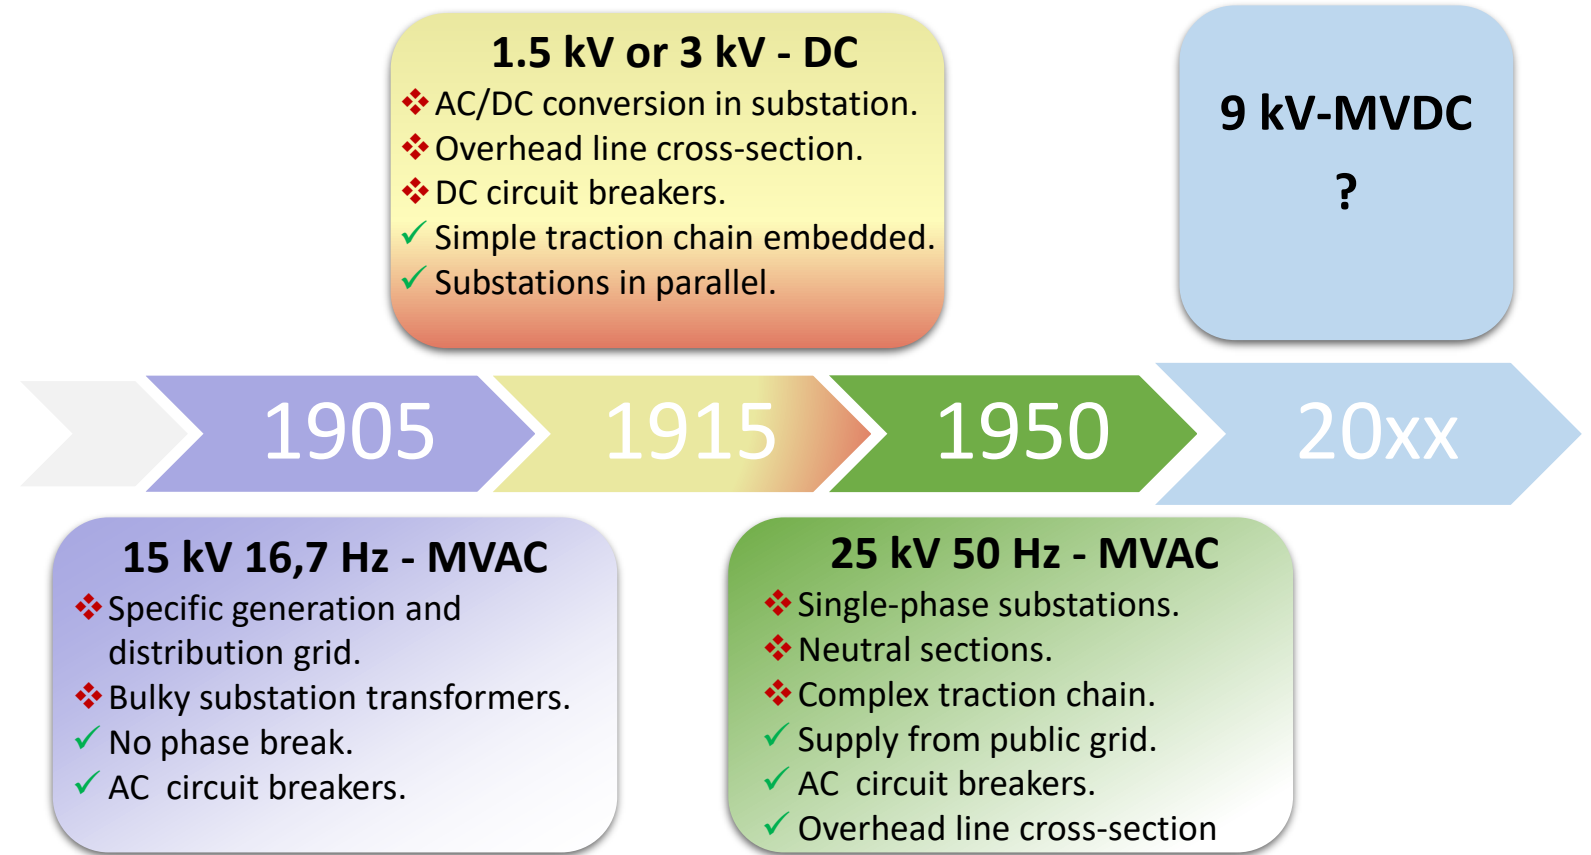 1.5 kV or 3 kV - DC
AC/DC conversion in substation.
Overhead line cross-section.
DC circuit breakers.
Simple traction chain embedded.
Substations in parallel.
9 kV-MVDC
?
1905
1915
1950
20xx
15 kV 16,7 Hz - MVAC
Specific generation and
distribution grid.
Bulky substation transformers.
No phase break.
AC circuit breakers.
25 kV 50 Hz - MVAC
Single-phase substations.
Neutral sections.
Complex traction chain.
Supply from public grid.
AC circuit breakers.
Overhead line cross-section